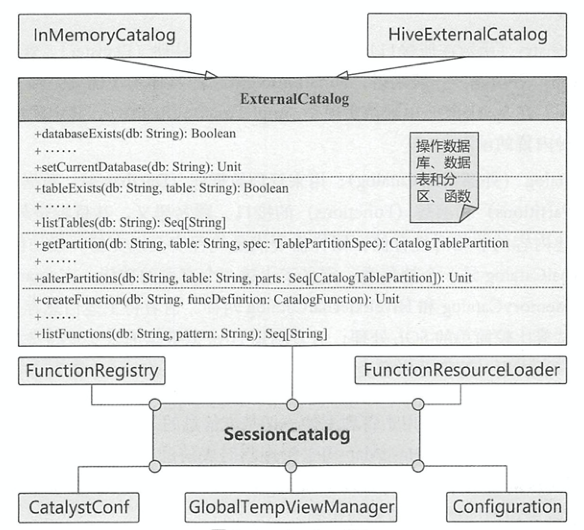 InMemoryCatalog
HiveExternalCatalog
ExternalCatalog
+databaseExists(db: String): Boolean
+ ······
+setCurrentDatabase(db: String): Unit
+tableExists(db: String, table: String): Boolean
+ ······
+listTables(db: String): Seq[String]
+getPartition(db: String, table: String, spec: TablePartitionSpec): CatalogTablePartition
+ ······
+alterPartitions(db: String, table: String, parts: Seq[CatalogTablePartition]): Unit
+createFunction(db: String, funcDefinition: CatalogFunction): Unit
+ ······
+listFunctions(db: String, pattern: String): Seq[String]
操作数据
库、数据
表和分
区、函数
FunctionRegistry
FunctionResourceLoader
SessionCatalog
CatalystConf
GlobalTempViewManager
Configuration